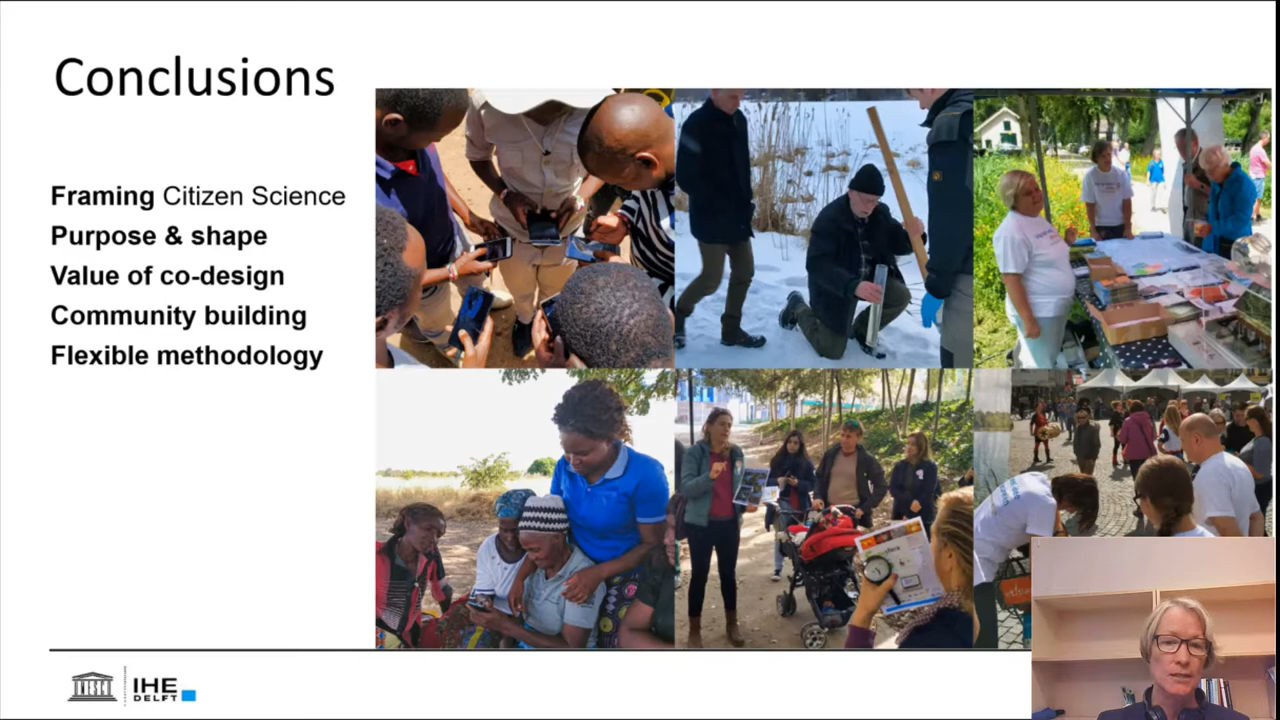 Conclusions
Framing Citizen Science
Purpose & shape
Value of co-design
Community building
Flexible methodology
IHE
DELFT